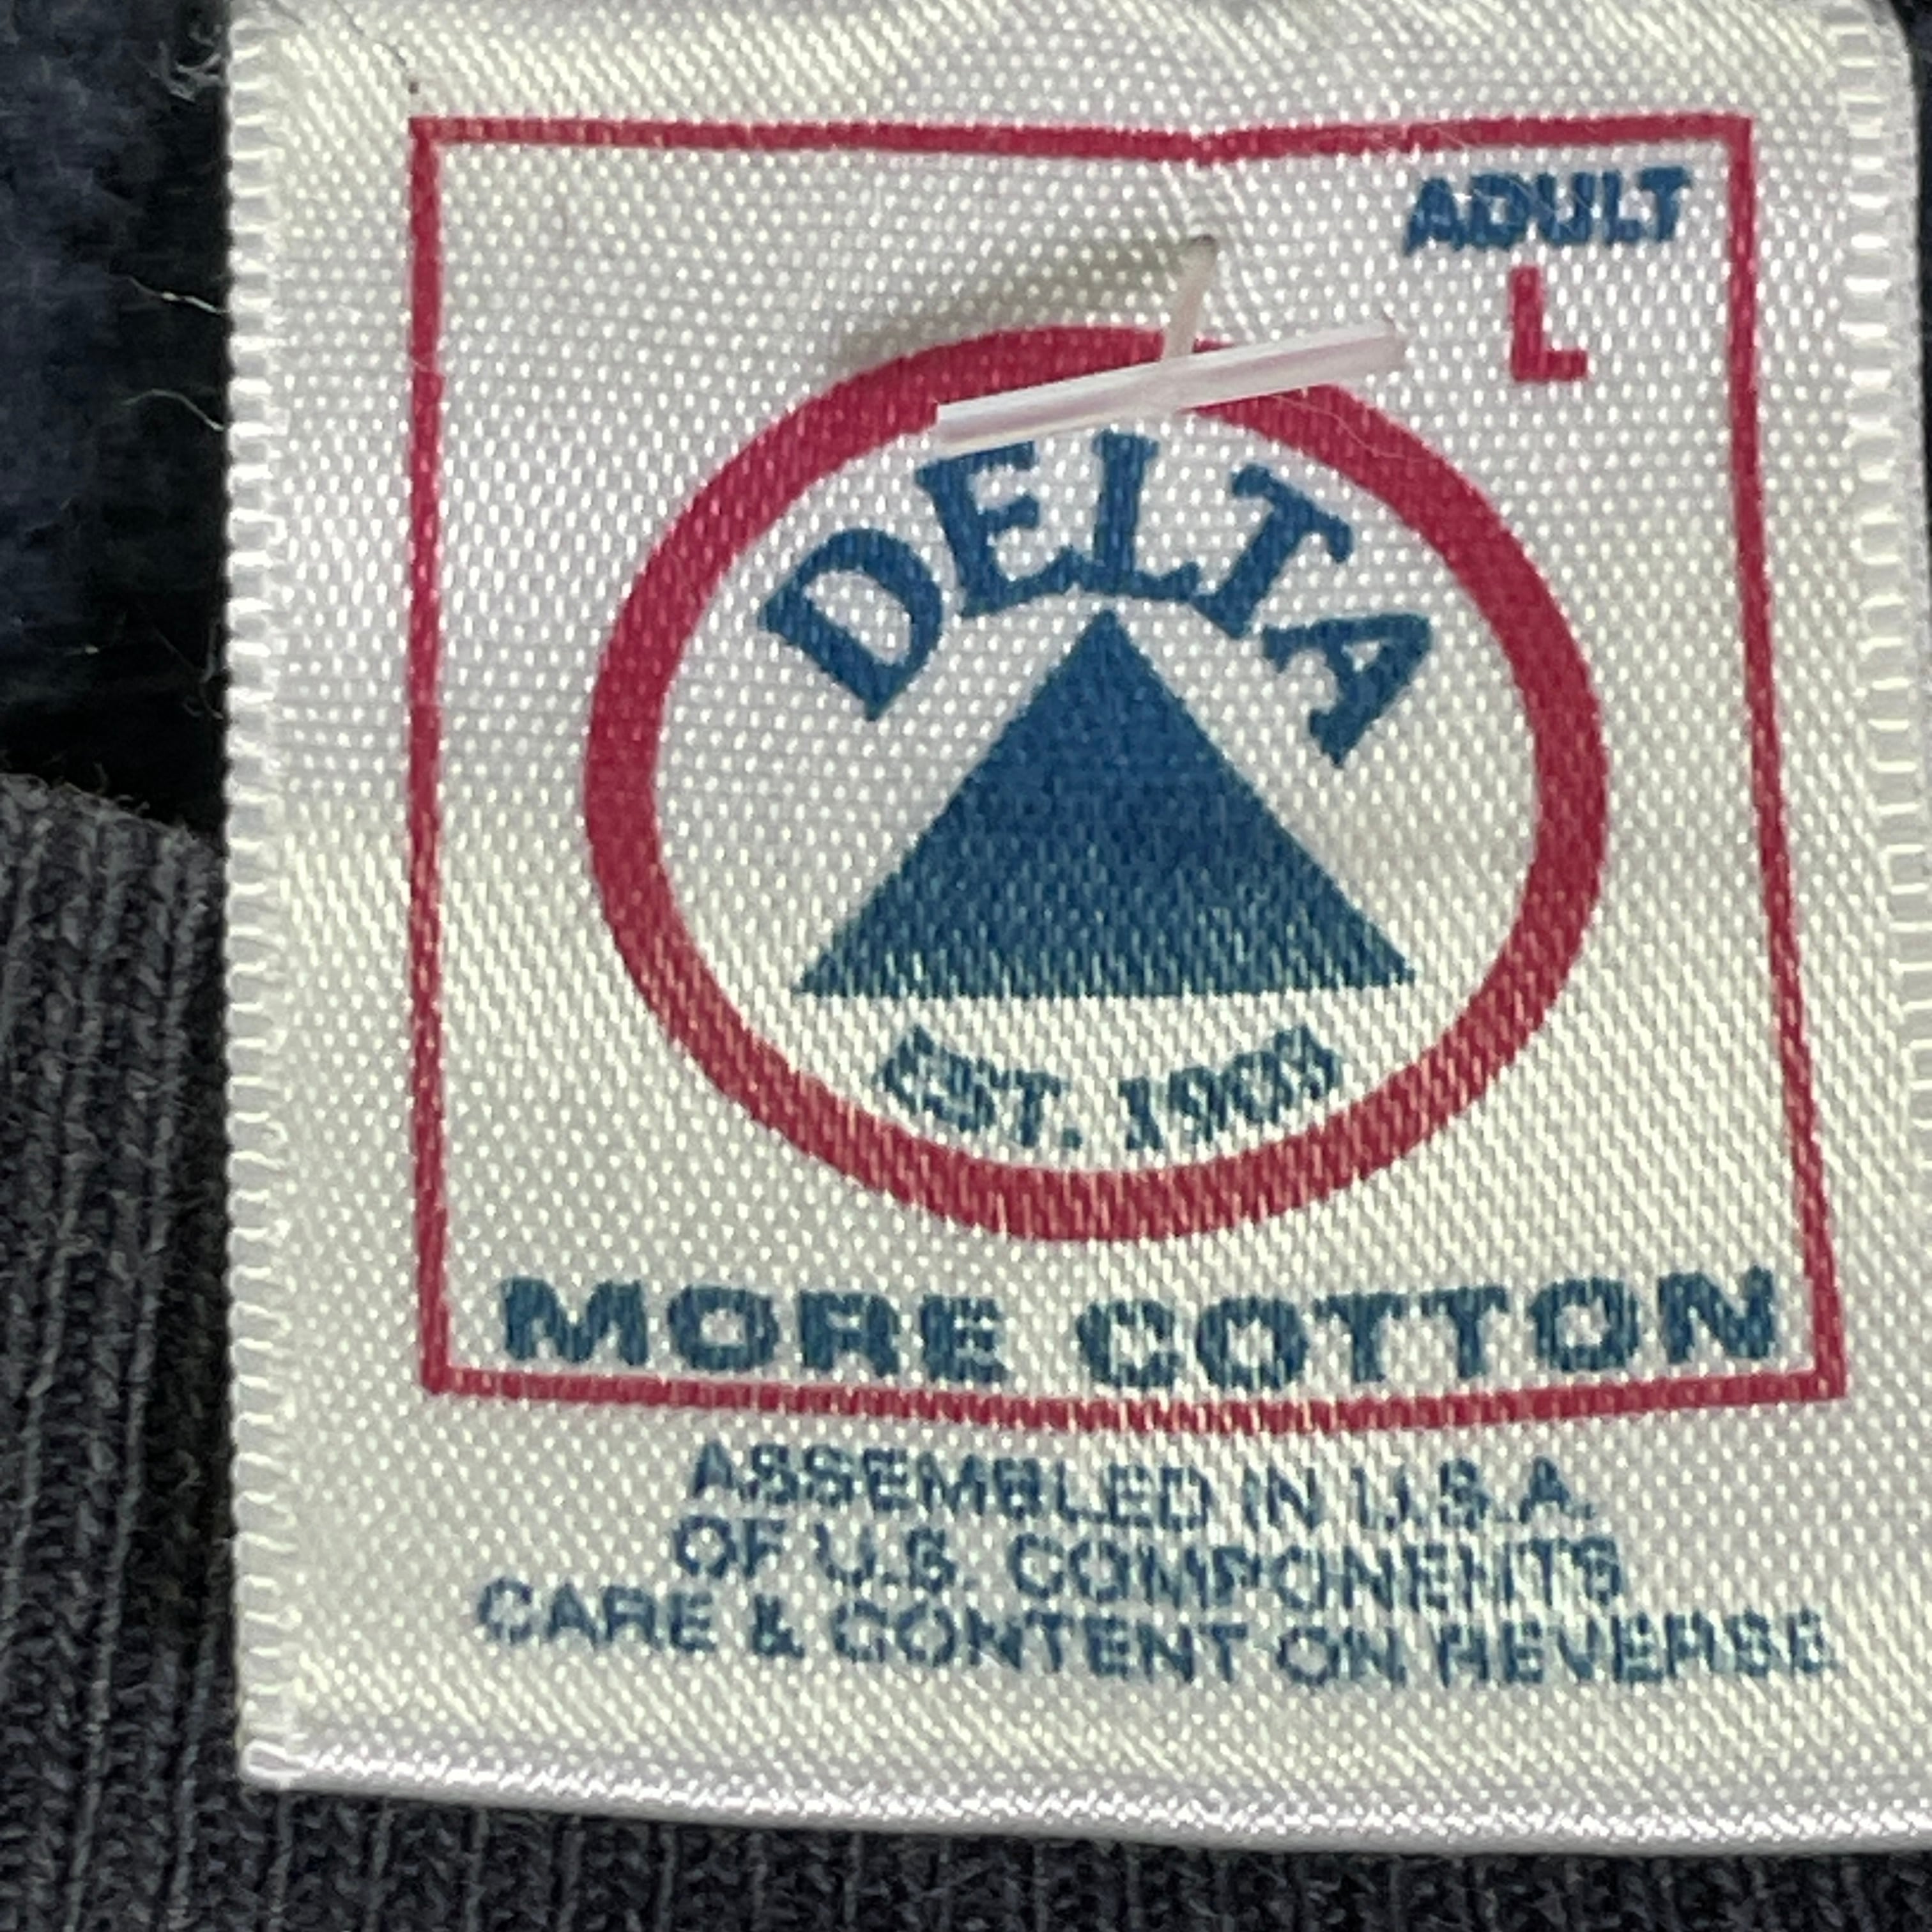 ADULT
L
DELTA
EST. 1903
MORE COTTON
ASSEMBLED IN U.S.A.
OF U.S. COMPONENTS
CARE & CONTENT ON REVERSE